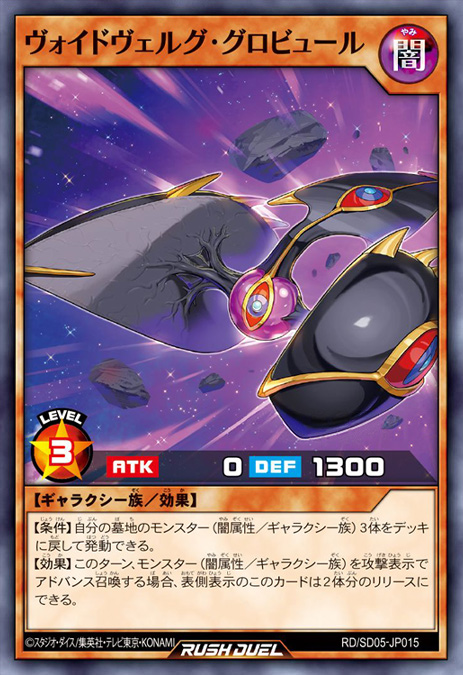 ヴォイドヴェルグ・グロビュール
やみ
闇
LEVEL
3
ATK 0 DEF 1300
【ギャラクシー族／効果】
【条件】自分の墓地のモンスター（闇属性／ギャラクシー族）3体をデッキ
に戻して発動できる。
【効果】このターン、モンスター（闇属性／ギャラクシー族）を攻撃表示で
アドバンス召喚する場合、表側表示のこのカードは2体分のリリースに
できる。
©スタジオ・ダイス/集英社・テレビ東京・KONAMI
RUSH DUEL
RD/SD05-JP015